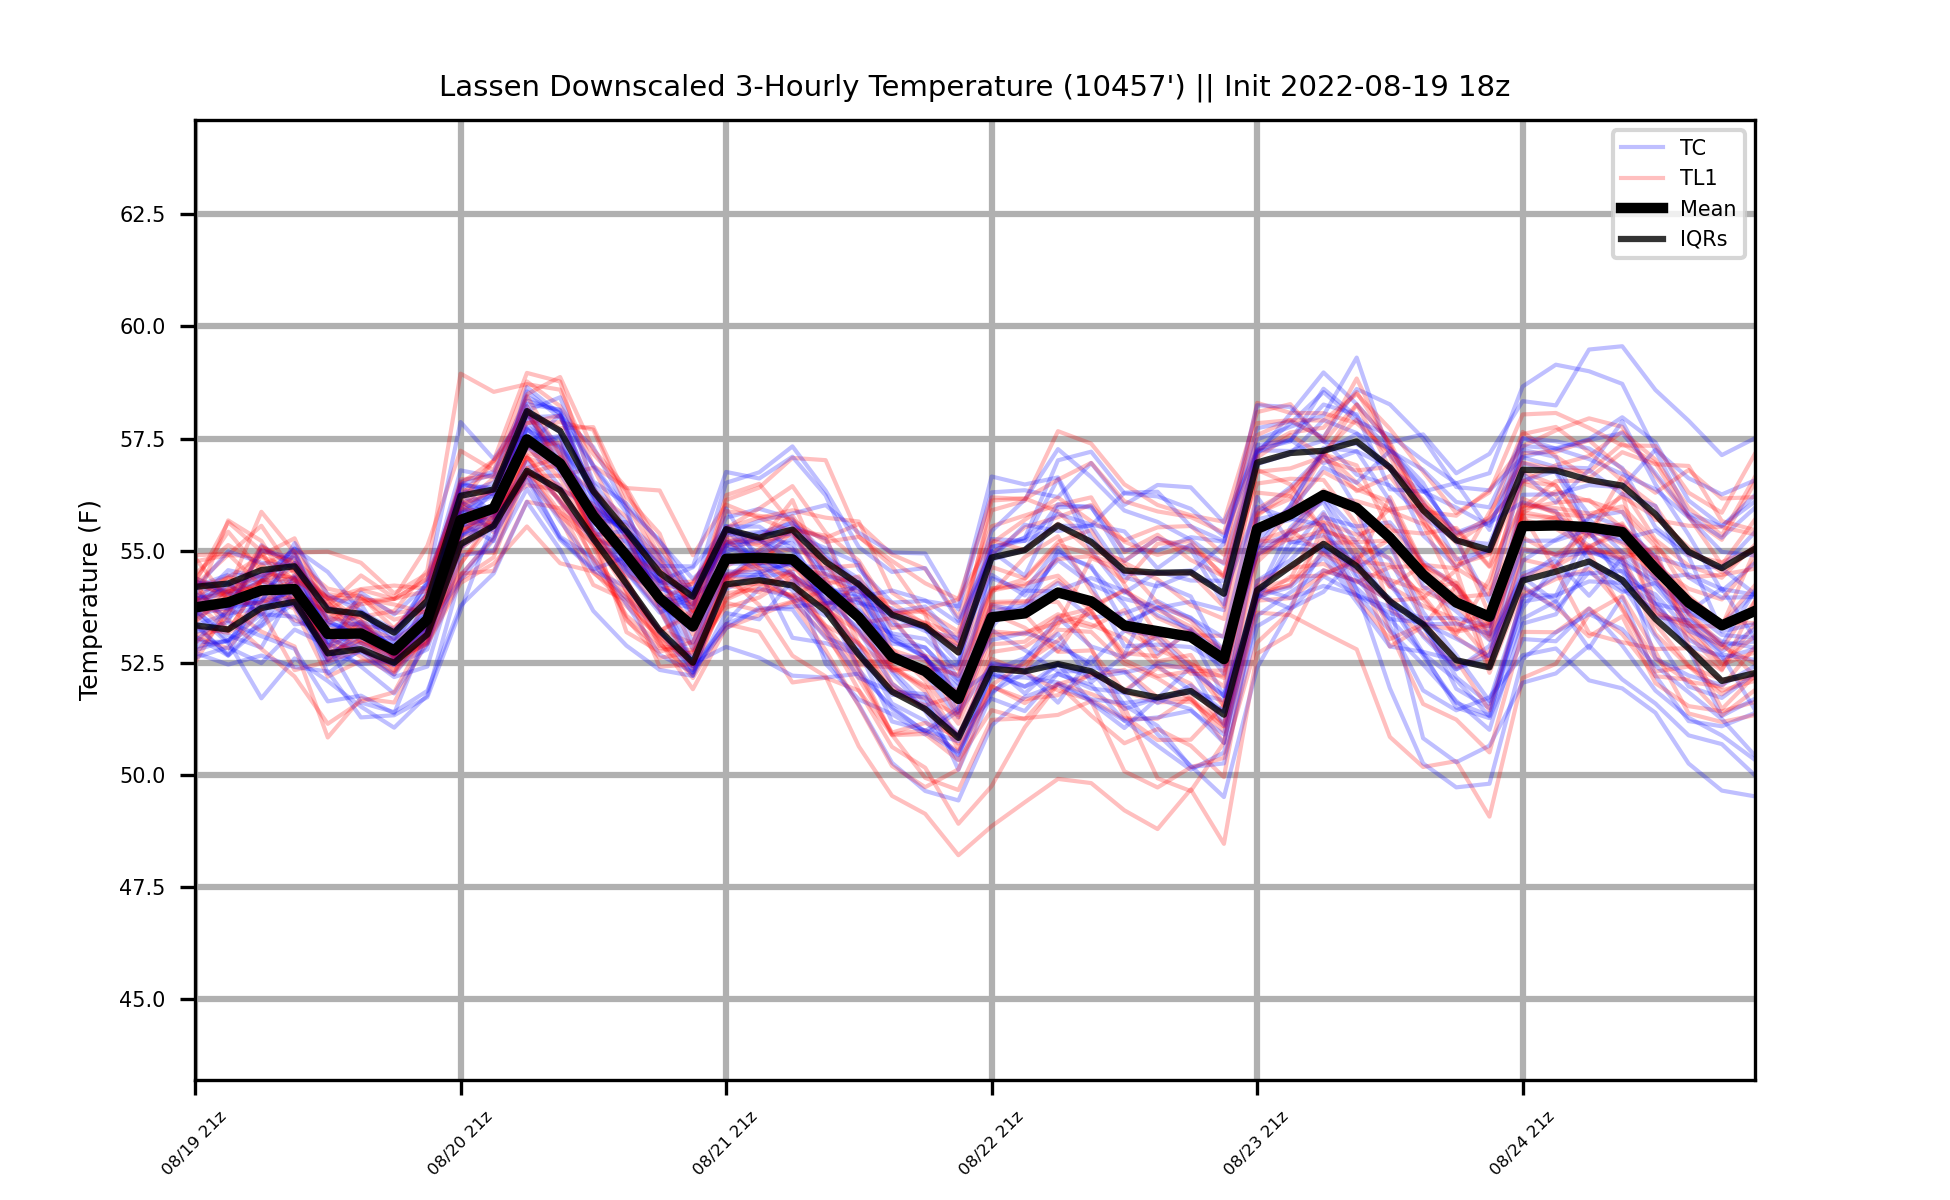 Lassen Downscaled 3-Hourly Temperature (10457') || Init 2022-08-19 18z
TC
TL1
Mean
IQRs
Temperature (F)
62.5
60.0
57.5
55.0
52.5
50.0
47.5
45.0
08/19 21z
08/20 21z
08/21 21z
08/22 21z
08/23 21z
08/24 21z